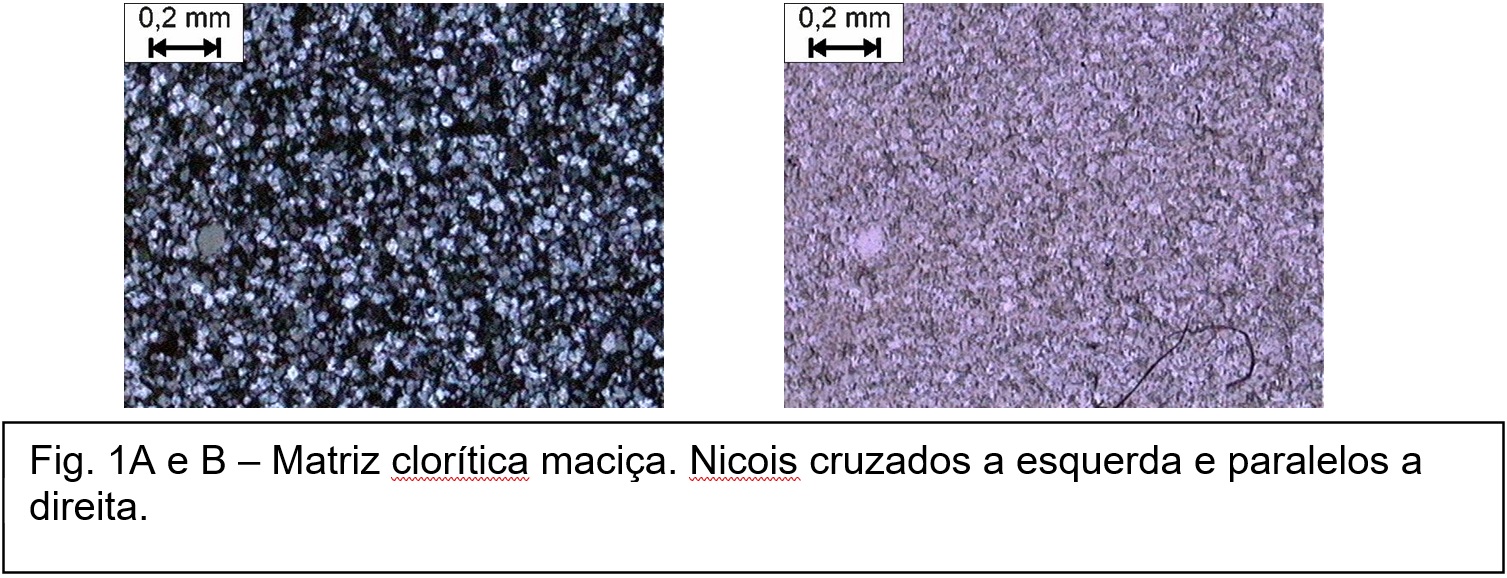 0,2 mm
0,2 mm
Fig. 1A e B – Matriz clorítica maciça. Nicois cruzados a esquerda e paralelos a
direita.